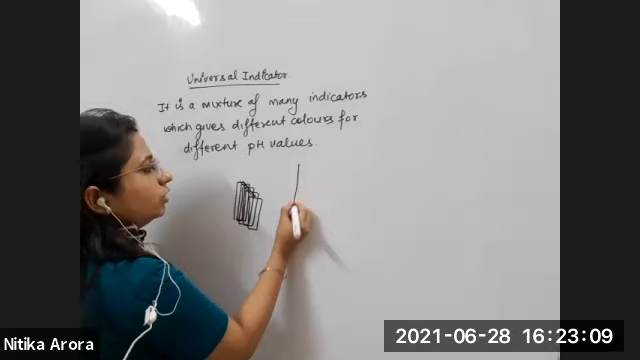 Universal Indicator.
It is a mixture of many indicators
which gives different colours for
different pH values.
Nitika Arora
2021-06-28 16:23:09